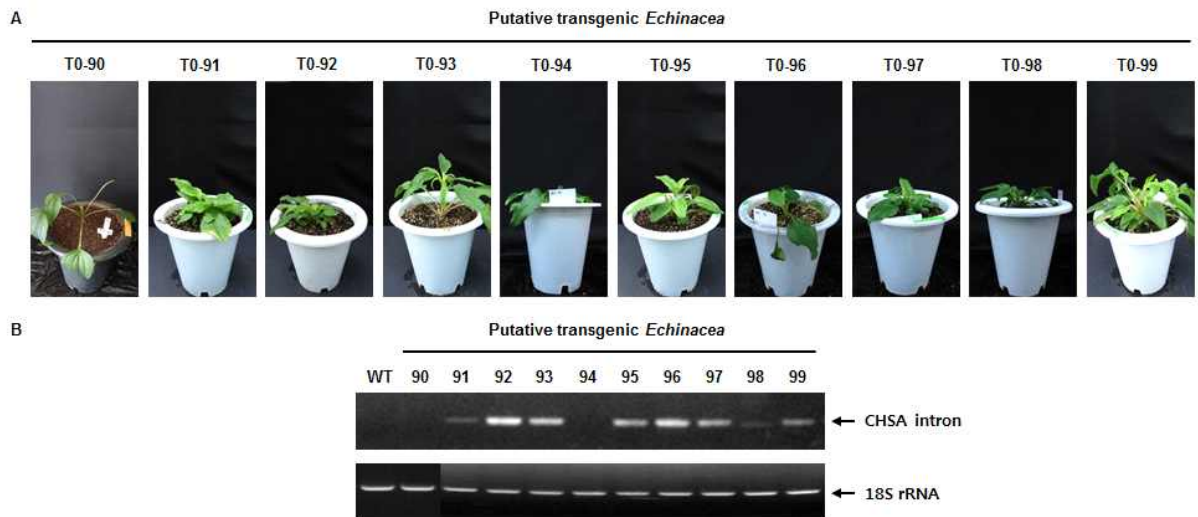 A
Putative transgenic Echinacea
T0-90 T0-91 T0-92 T0-93 T0-94 T0-95 T0-96 T0-97 T0-98 T0-99
B
Putative transgenic Echinacea
WT 90 91 92 93 94 95 96 97 98 99
CHSA intron
18S rRNA